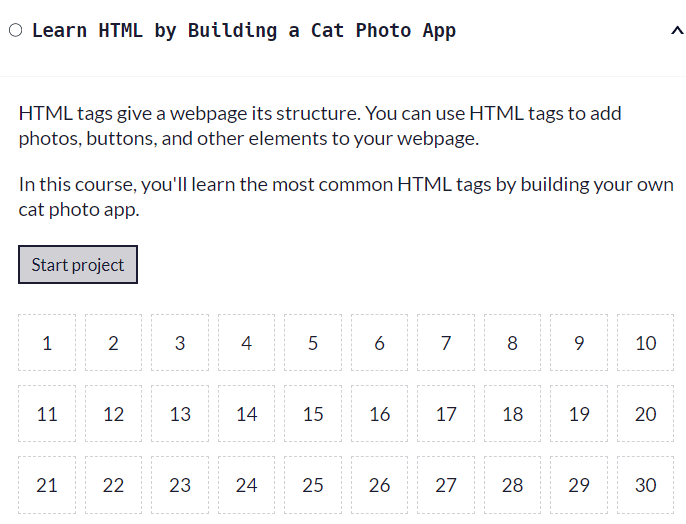 Learn HTML by Building a Cat Photo App
HTML tags give a webpage its structure. You can use HTML tags to add
photos, buttons, and other elements to your webpage.
In this course, you'll learn the most common HTML tags by building your own
cat photo app.
Start project
1 2 3 4 5 6 7 8 9 10
11 12 13 14 15 16 17 18 19 20
21 22 23 24 25 26 27 28 29 30